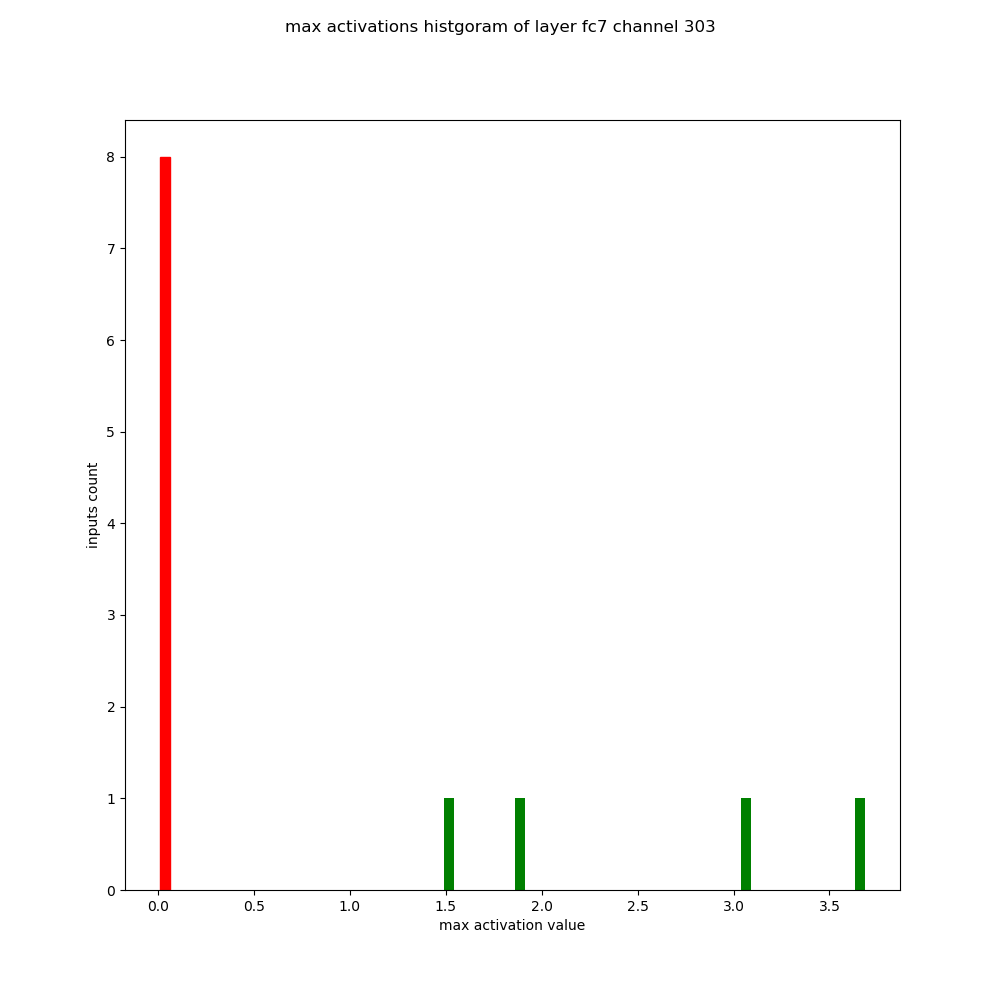 max activations histgoram of layer fc7 channel 303
8
7
6
5
4
3
2
1
0
inputs count
0.0 0.5 1.0 1.5 2.0 2.5 3.0 3.5
max activation value